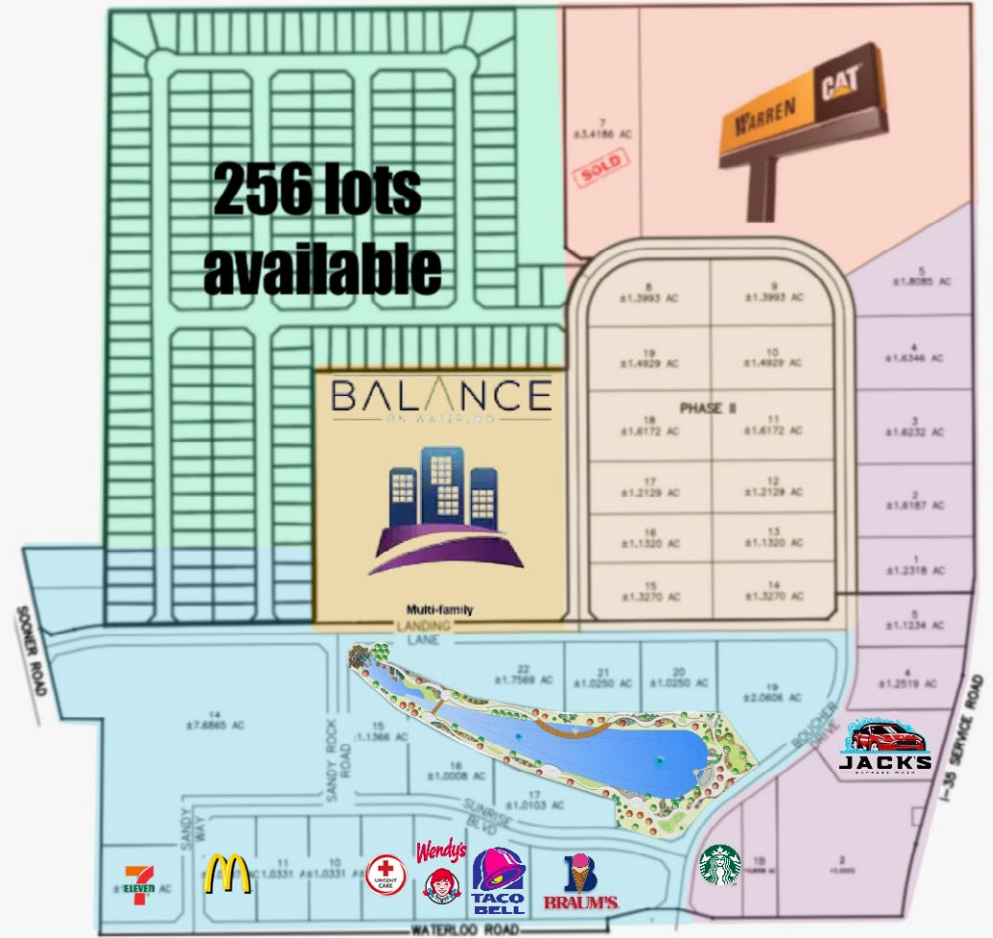 256 lots
available
7
±3.4186 AC
SOLD
WARREN
CAT
8
±1.3993 AC
9
±1.3993 AC
5
±1.8085 AC
19
±1.4929 AC
10
±1.4929 AC
4
±1.6346 AC
PHASE II
18
±1.6172 AC
11
±1.6172 AC
3
±1.6232 AC
17
±1.2129 AC
12
±1.2129 AC
2
±1.6187 AC
16
±1.1320 AC
13
±1.1320 AC
1
±1.2318 AC
15
±1.3270 AC
14
±1.3270 AC
BALANCE
ON WATERLOO
Multi-family
LANDING
LANE
SOONER ROAD
5
±1.1234 AC
4
±1.2519 AC
22
±1.7569 AC
21
±1.0250 AC
20
±1.0250 AC
19
±2.0606 AC
14
±7.6865 AC
SANDY ROCK
ROAD
15
1.1366 AC
16
±1.0008 AC
17
±1.0103 AC
BOUCHER
DRIVE
JACK'S
EXPRESS WASH
I-35 SERVICE ROAD
SUNRISE
BLVD
SANDY
WAY
7
ELEVEN
AC
11
1.0331
10
±1.0331
URGENT
CARE
Wendy's
TACO
BELL
B
BRAUM'S
1B
2
WATERLOO ROAD